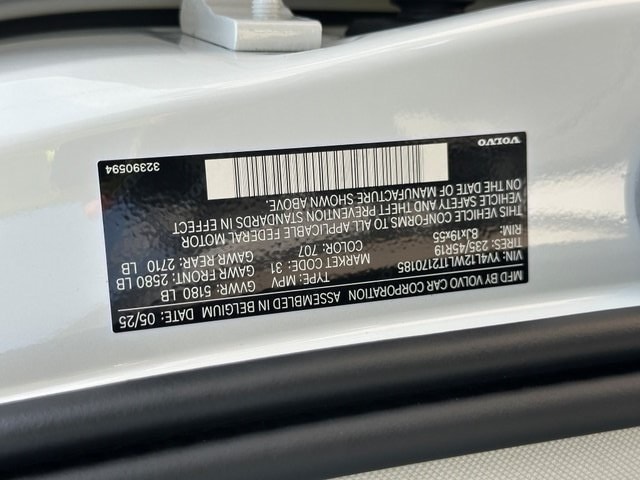 MFD BY VOLVO CAR CORPORATION ASSEMBLED IN BELGIUM DATE: 05/25
VIN: YV4L12WL1T2170185 TYPE: MPV GVWR: 5180 LB
TIRES: 235/45R19 MARKET CODE: 31 GAWR FRONT: 2580 LB
RIM: 8Jx19x55 COLOR: 707 GAWR REAR: 2710 LB
THIS VEHICLE CONFORMS TO ALL APPLICABLE FEDERAL MOTOR
VEHICLE SAFETY AND THEFT PREVENTION STANDARDS IN EFFECT
ON THE DATE OF MANUFACTURE SHOWN ABOVE.
VOLVO 32390594